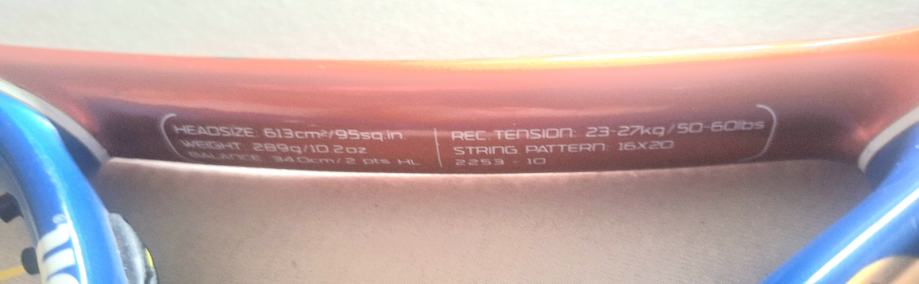 HEADSIZE: 613cm²/95sq.in.
WEIGHT: 289g/10.2oz
BALANCE: 34.0cm/2 pts HL
REC. TENSION: 23-27kg/50-60lbs
STRING PATTERN: 16X20
2253 - 10